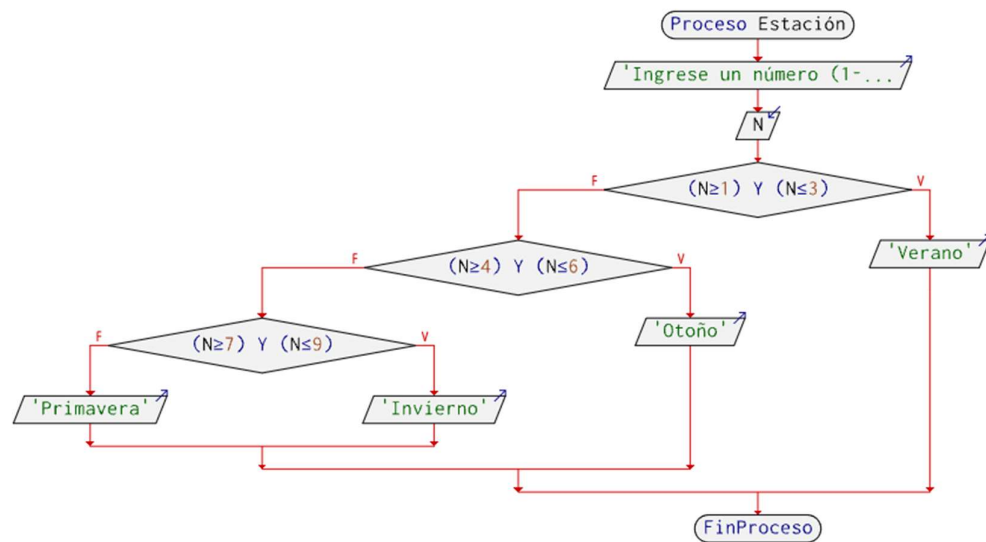 Proceso Estación
'Ingrese un número (1-...
N
F
(N≥1) Y (N≤3)
V
'Verano'
F
(N≥4) Y (N≤6)
V
'Otoño'
F
(N≥7) Y (N≤9)
V
'Primavera'
'Invierno'
FinProceso